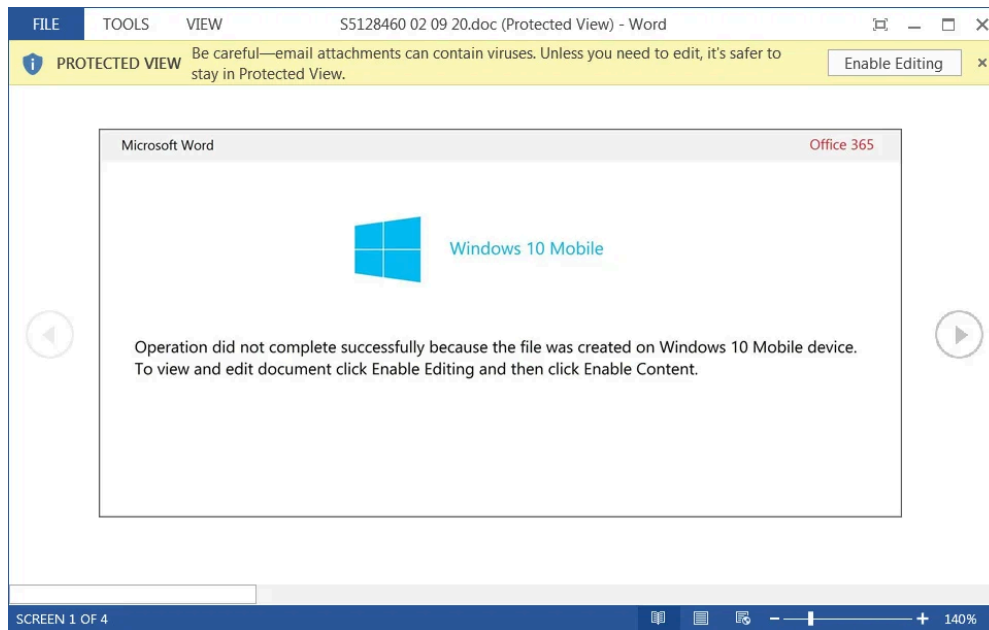 FILE TOOLS VIEW S5128460 02 09 20.doc (Protected View) - Word
PROTECTED VIEW Be careful—email attachments can contain viruses. Unless you need to edit, it's safer to
stay in Protected View.
Enable Editing
Microsoft Word Office 365
Windows 10 Mobile
Operation did not complete successfully because the file was created on Windows 10 Mobile device.
To view and edit document click Enable Editing and then click Enable Content.
SCREEN 1 OF 4 140%